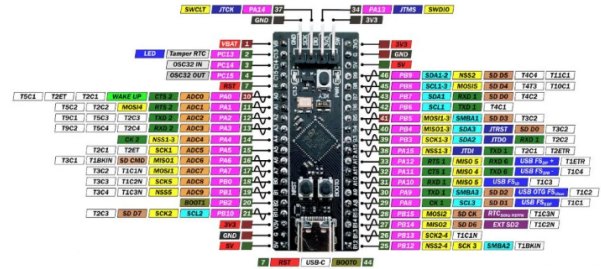 SWCLT JTCK PA14 37
34 PA13 JTMS SWDIO
GND
3V3
VBAT 1
3V3
LED Tamper RTC PC13 2
GND
OSC32 IN PC14 3
5V
OSC32 OUT PC15 4
46 PB9 SDA1-2 NSS2 SD D5 T4C4 T11C1
RST 7
45 PB8 SCL1-3 MOSI5 SD D4 T4C3
T5C1 T2ET T2C1 WAKE UP CTS 2 ADC0 PA0 10
43 PB7 SDA1 RXD 1 SD D0 T4C2
T5C2 T2C2 MOSI4 RTS 2 ADC1 PA1 11
42 PB6 SCL1 TXD 1 T4C1
T9C1 T5C3 T2C3 TXD 2 ADC2 PA2 12
41 PB5 MOSI1-3 SMBA1 SD D3 T3C2
T9C2 T5C4 T2C4 RXD 2 ADC3 PA3 13
40 PB4 MISO1-3 SDA3 JTRST SD D0 T3C1
CK 2 NSS1-3 ADC4 PA4 14
39 PB3 SCK1-3 SDA2 JTDO RXD 1 T2C2
T2C1 T2ET SCK1 ADC5 PA5 15
38 PA15 NSS1-3 JTDI TXD 1 T2C1 T2ETR
T3C1 T1BKIN SD CMD MISO1 ADC6 PA6 16
33 PA12 RTS 1 MISO 5 RXD 6 USB FS T1ETR
T3C2 T1C1N MOSI1 ADC7 PA7 17
32 PA11 CTS 1 MISO 4 TXD 6 USB FS T1C4
T3C3 T1C2N SCK5 ADC8 PB0 18
31 PA10 RXD 1 MOSI 5 USB FS T1C3
T3C4 T1C3N NSS5 ADC9 PB1 19
30 PA9 TXD 1 SMBA3 SD D2 USB OTG FS T1C2
BOOT1 PB2 20
29 PA8 CK 1 SCL3 SD D1 USB FS T1C1
T2C3 SD D7 SCK2 SCL2 PB10 21
28 PB15 MOSI2 SD CK RTC T1C3N
3V3
27 PB14 MISO2 SD D6 EXT SD2 T1C2N
GND
26 PB13 SCK2-4 T1C1N
5V
25 PB12 NSS2-4 SCK 3 SMBA2 T1BKIN
7 RST USB-C BOOT0 44